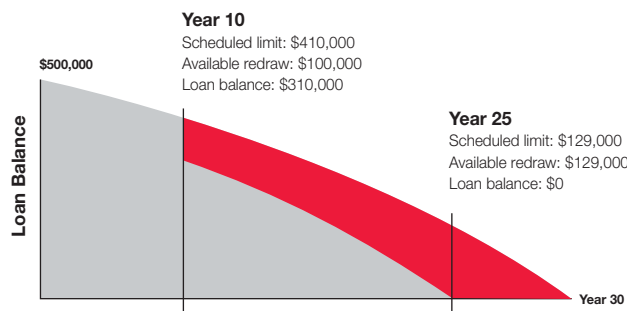 Year 10
Scheduled limit: $410,000
Available redraw: $100,000
Loan balance: $310,000
$500,000
Year 25
Scheduled limit: $129,000
Available redraw: $129,000
Loan balance: $0
Loan Balance
Year 30